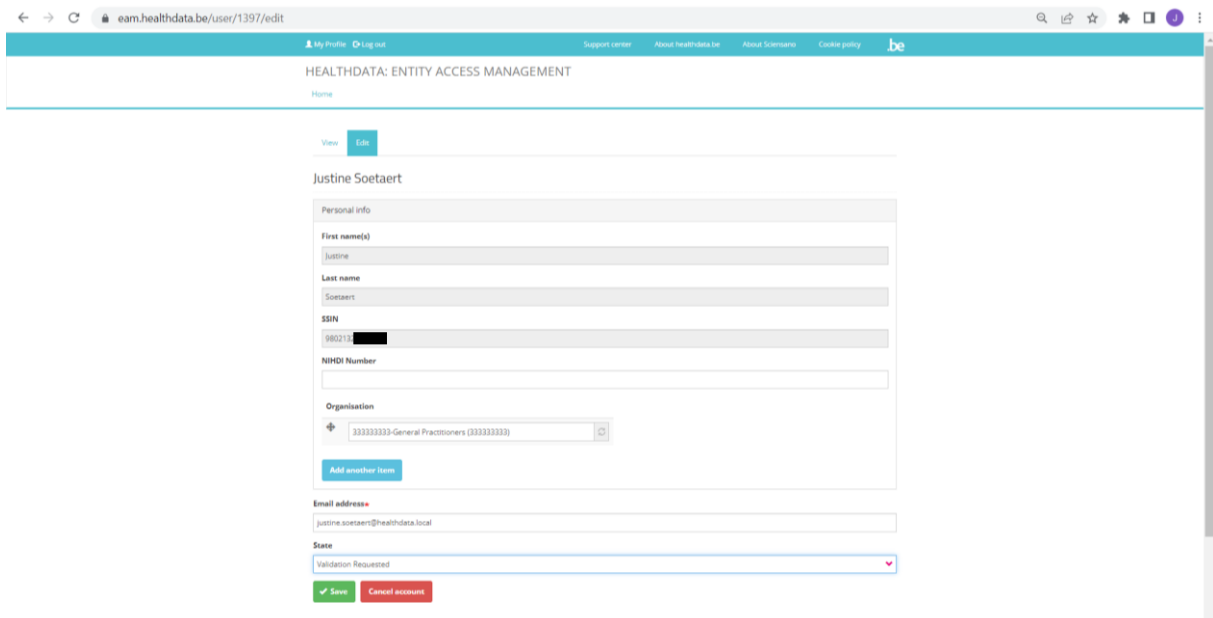 eam.healthdata.be/user/1397/edit
J
My Profile Log out Support center About healthdata.be About Sciensano Cookie policy .be
HEALTHDATA: ENTITY ACCESS MANAGEMENT
Home
View Edit
Justine Soetaert
Personal info
First name(s)
Justine
Last name
Soetaert
SSIN
9802132
NIHDI Number
Organisation
333333333-General Practitioners (333333333)
Add another item
Email address*
justine.soetaert@healthdata.local
State
Validation Requested
Save Cancel account